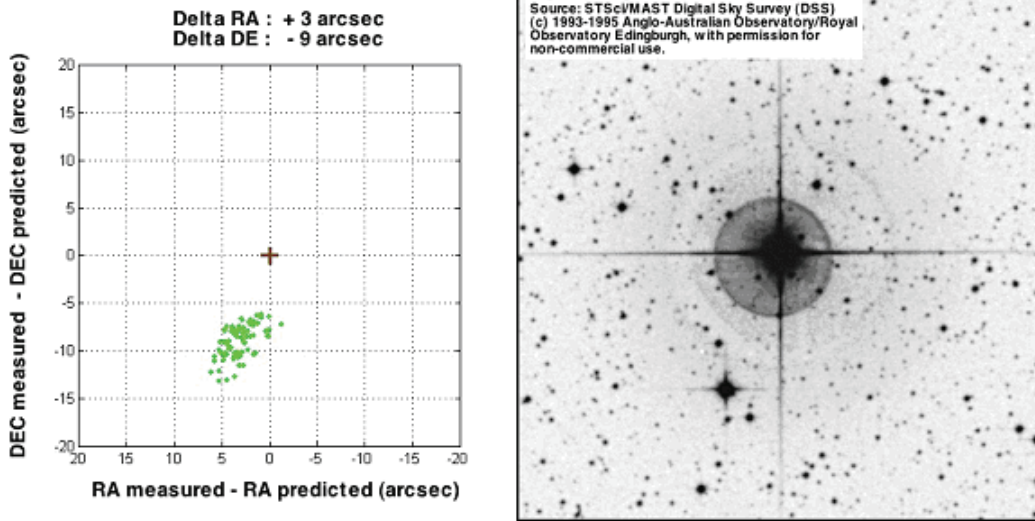 Delta RA : + 3 arcsec
Delta DE : - 9 arcsec
DEC measured - DEC predicted (arcsec)
20
15
10
5
0
-5
-10
-15
-20
20 15 10 5 0 -5 -10 -15 -20
RA measured - RA predicted (arcsec)
Source: STScI/MAST Digital Sky Survey (DSS)
(c) 1993-1995 Anglo-Australian Observatory/Royal
Observatory Edingburgh, with permission for
non-commercial use.